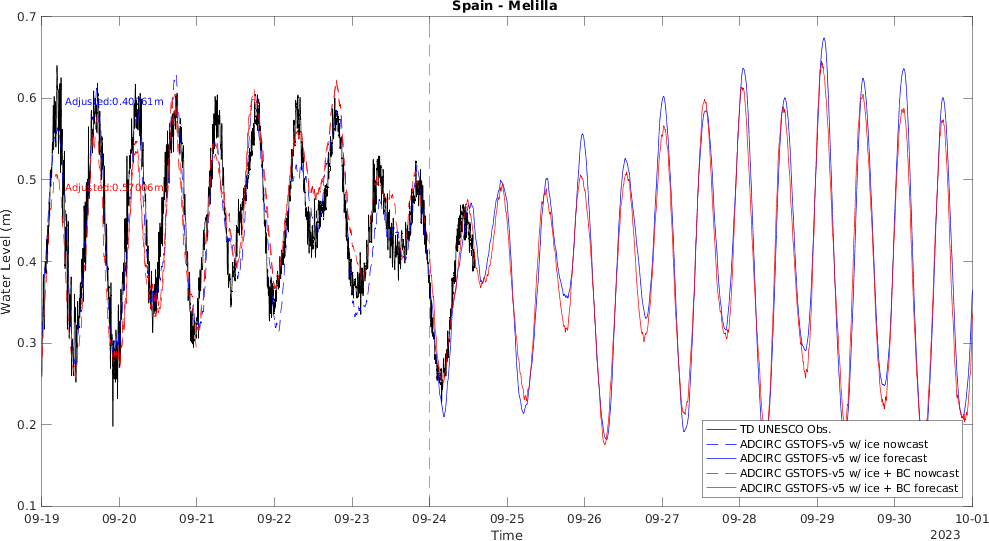 Spain - Melilla
Water Level (m)
0.7
0.6
0.5
0.4
0.3
0.2
0.1
Adjusted:0.40161m
Adjusted:0.57006m
TD UNESCO Obs.
ADCIRC GSTOFS-v5 w/ ice nowcast
ADCIRC GSTOFS-v5 w/ ice forecast
ADCIRC GSTOFS-v5 w/ ice + BC nowcast
ADCIRC GSTOFS-v5 w/ ice + BC forecast
09-19 09-20 09-21 09-22 09-23 09-24 09-25 09-26 09-27 09-28 09-29 09-30 10-01
Time
2023